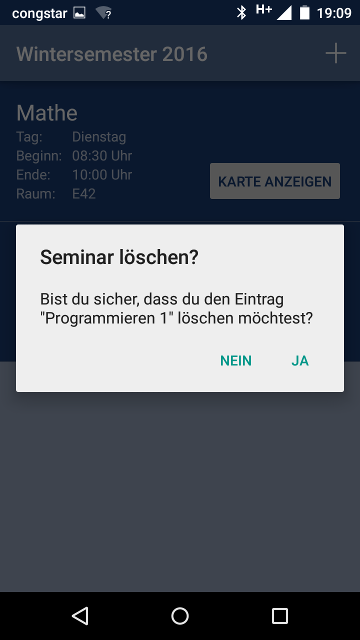 congstar H+ 19:09
Wintersemester 2016
Mathe
Tag: Dienstag
Beginn: 08:30 Uhr
Ende: 10:00 Uhr
Raum: E42
KARTE ANZEIGEN
Seminar löschen?
Bist du sicher, dass du den Eintrag
"Programmieren 1" löschen möchtest?
NEIN JA